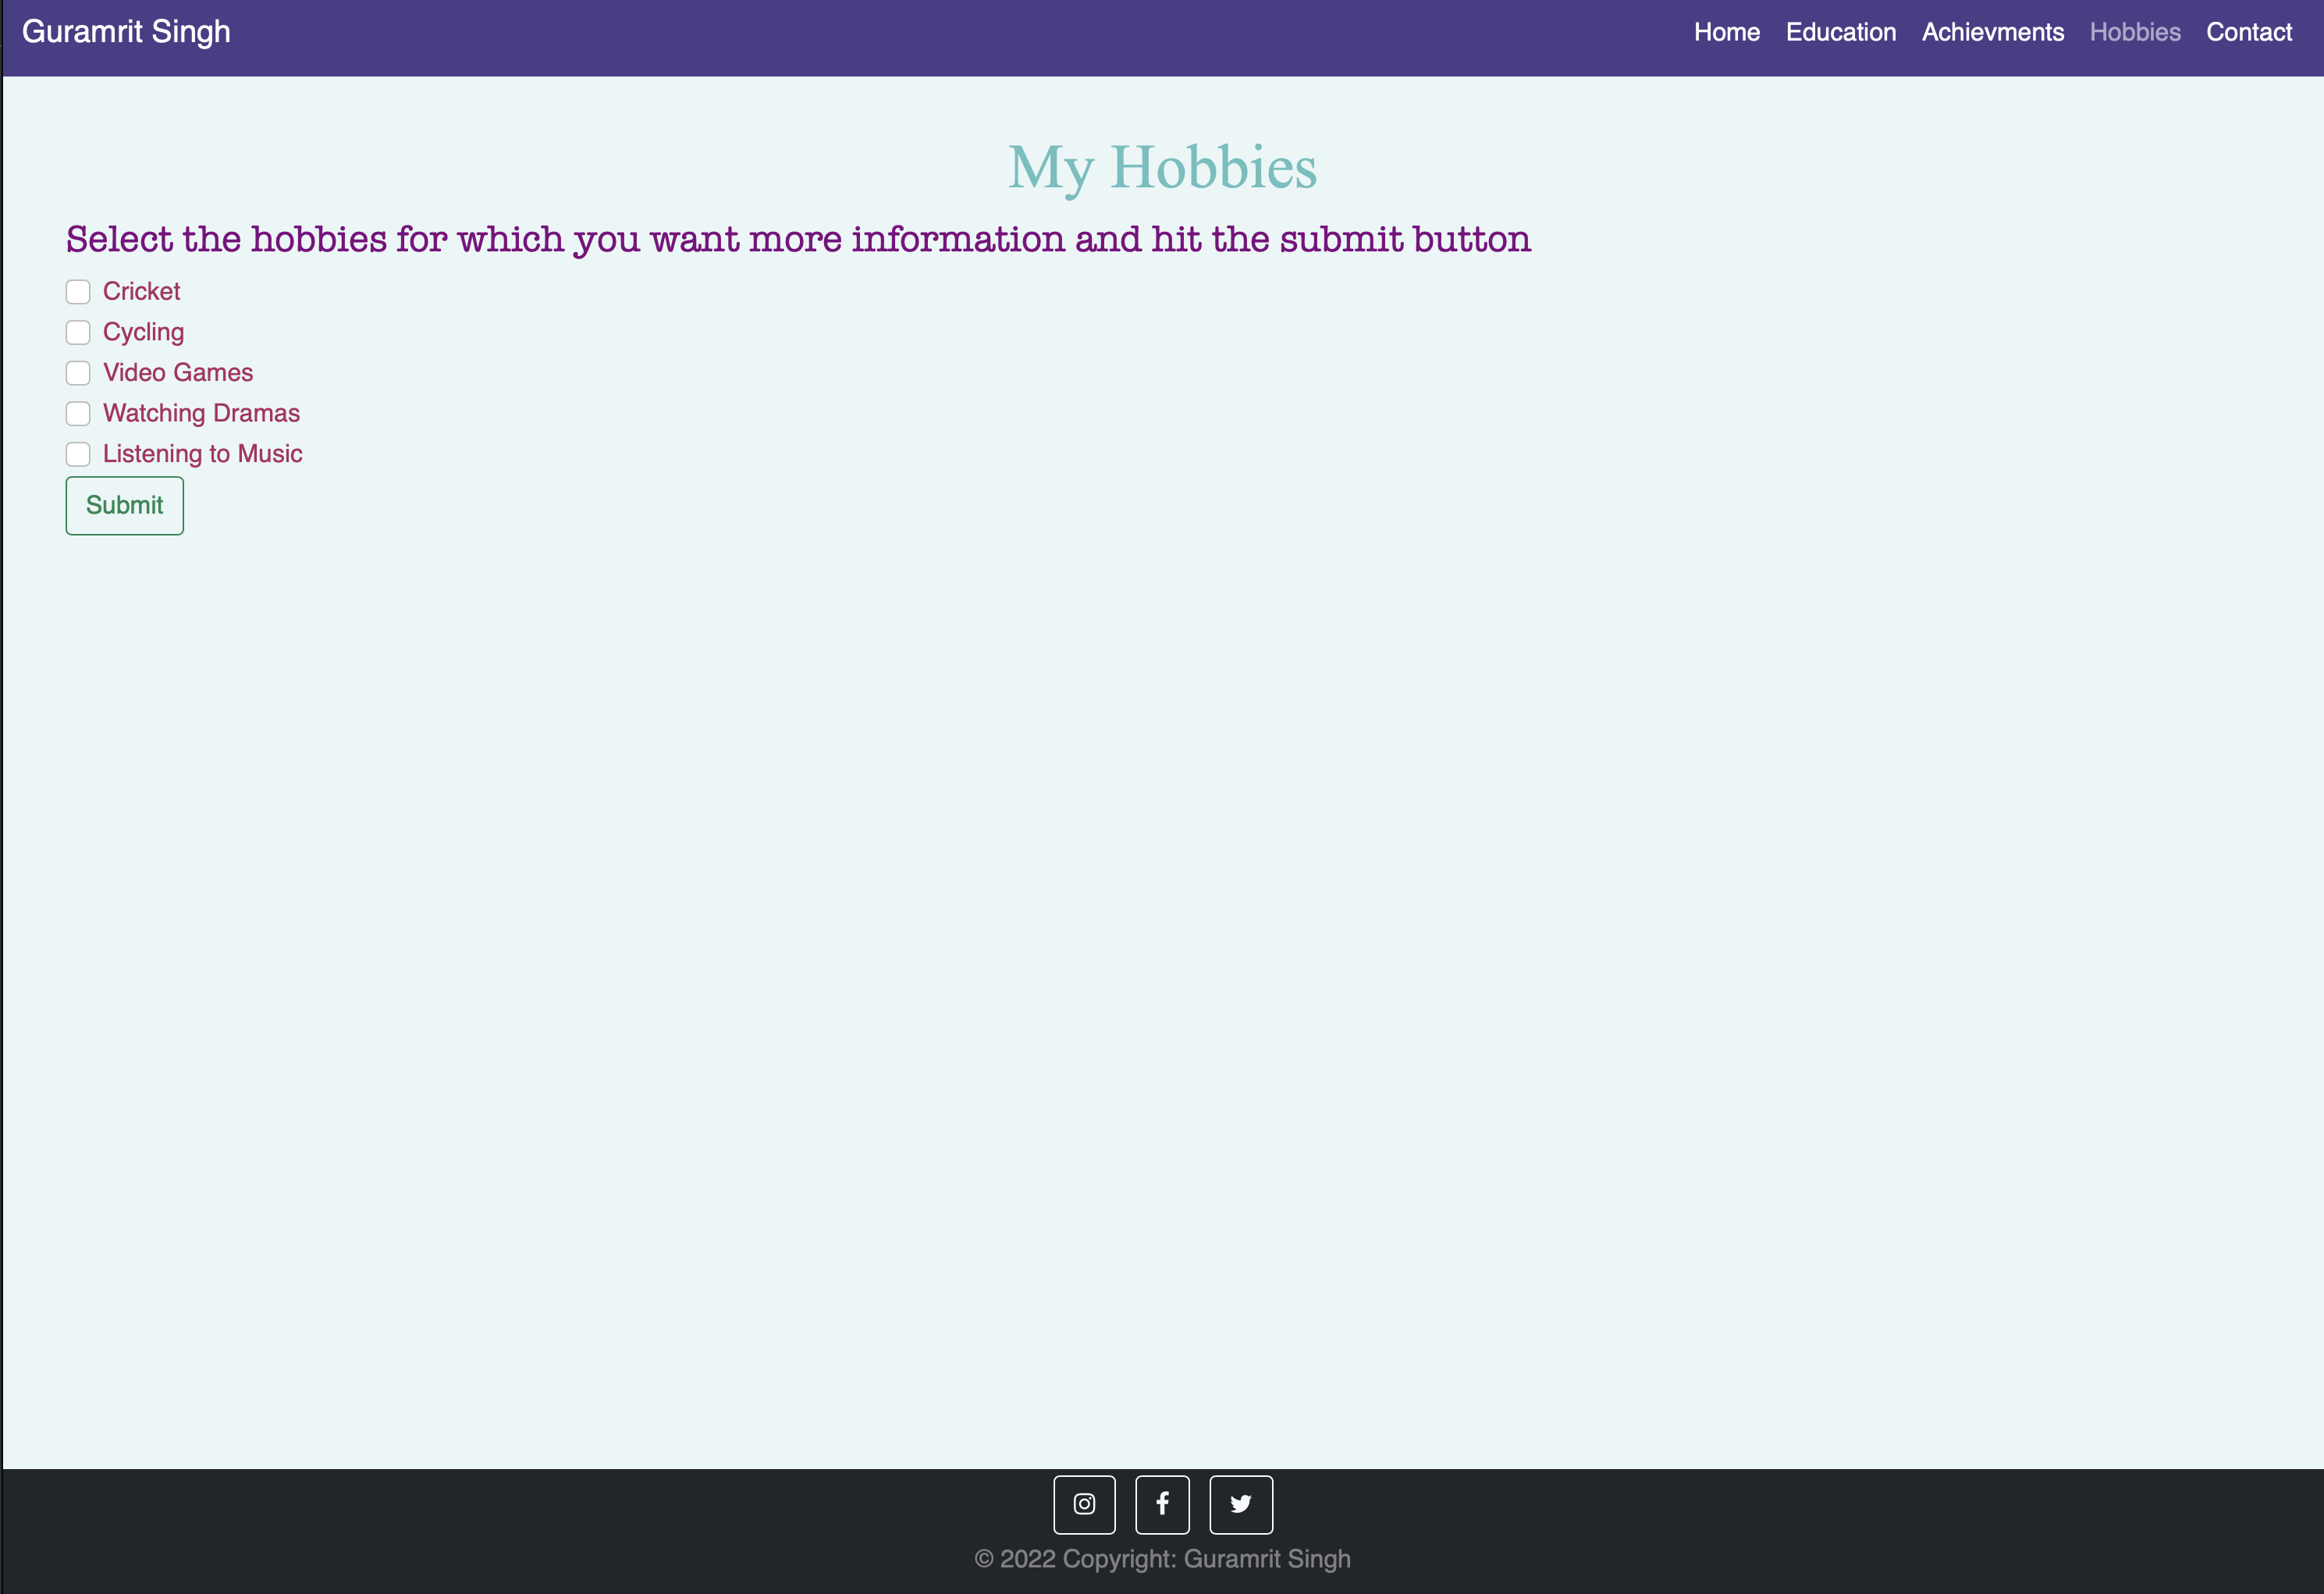 Guramrit Singh Home Education Achievments Hobbies Contact
My Hobbies
Select the hobbies for which you want more information and hit the submit button
Cricket
Cycling
Video Games
Watching Dramas
Listening to Music
Submit
© 2022 Copyright: Guramrit Singh